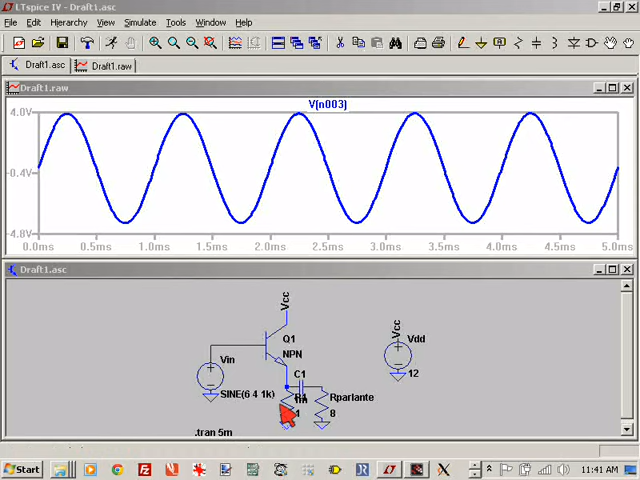 LTspice IV - Draft1.asc
File Edit Hierarchy View Simulate Tools Window Help
Draft1.asc Draft1.raw
Draft1.raw
V(n003)
4.0V
-0.4V
-4.8V
0.0ms 0.5ms 1.0ms 1.5ms 2.0ms 2.5ms 3.0ms 3.5ms 4.0ms 4.5ms 5.0ms
Draft1.asc
Vcc
Q1
NPN
Vin
SINE(6 4 1k)
C1
1m
Rparlante
8
1
Vcc
Vdd
12
.tran 5m
Start
11:41 AM